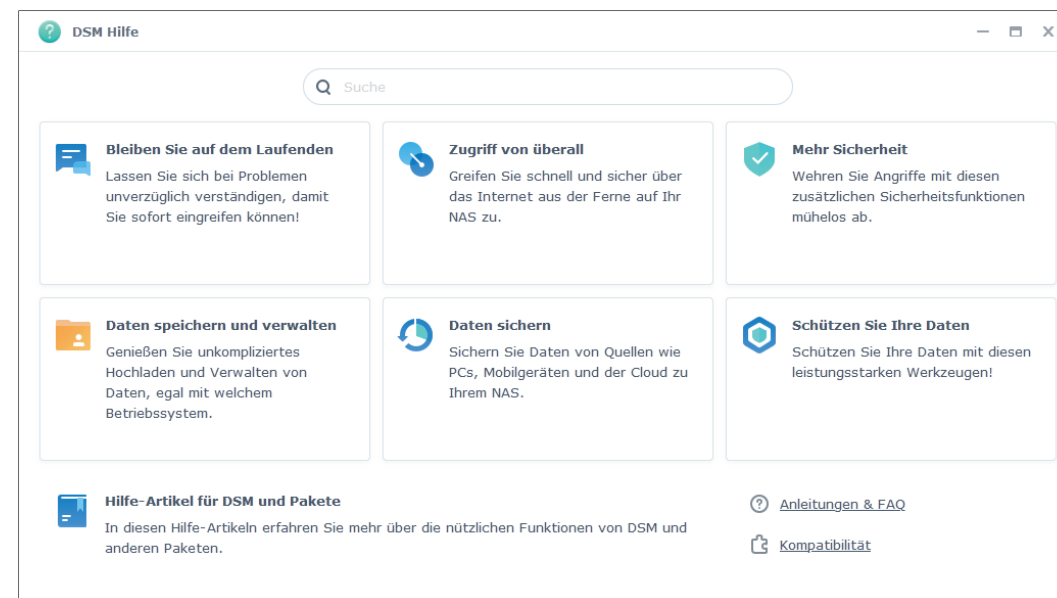 DSM Hilfe
Suche
Bleiben Sie auf dem Laufenden
Lassen Sie sich bei Problemen
unverzüglich verständigen, damit
Sie sofort eingreifen können!
Zugriff von überall
Greifen Sie schnell und sicher über
das Internet aus der Ferne auf Ihr
NAS zu.
Mehr Sicherheit
Wehren Sie Angriffe mit diesen
zusätzlichen Sicherheitsfunktionen
mühelos ab.
Daten speichern und verwalten
Genießen Sie unkompliziertes
Hochladen und Verwalten von
Daten, egal mit welchem
Betriebssystem.
Daten sichern
Sichern Sie Daten von Quellen wie
PCs, Mobilgeräten und der Cloud zu
Ihrem NAS.
Schützen Sie Ihre Daten
Schützen Sie Ihre Daten mit diesen
leistungsstarken Werkzeugen!
Hilfe-Artikel für DSM und Pakete
In diesen Hilfe-Artikeln erfahren Sie mehr über die nützlichen Funktionen von DSM und
anderen Paketen.
Anleitungen & FAQ
Kompatibilität